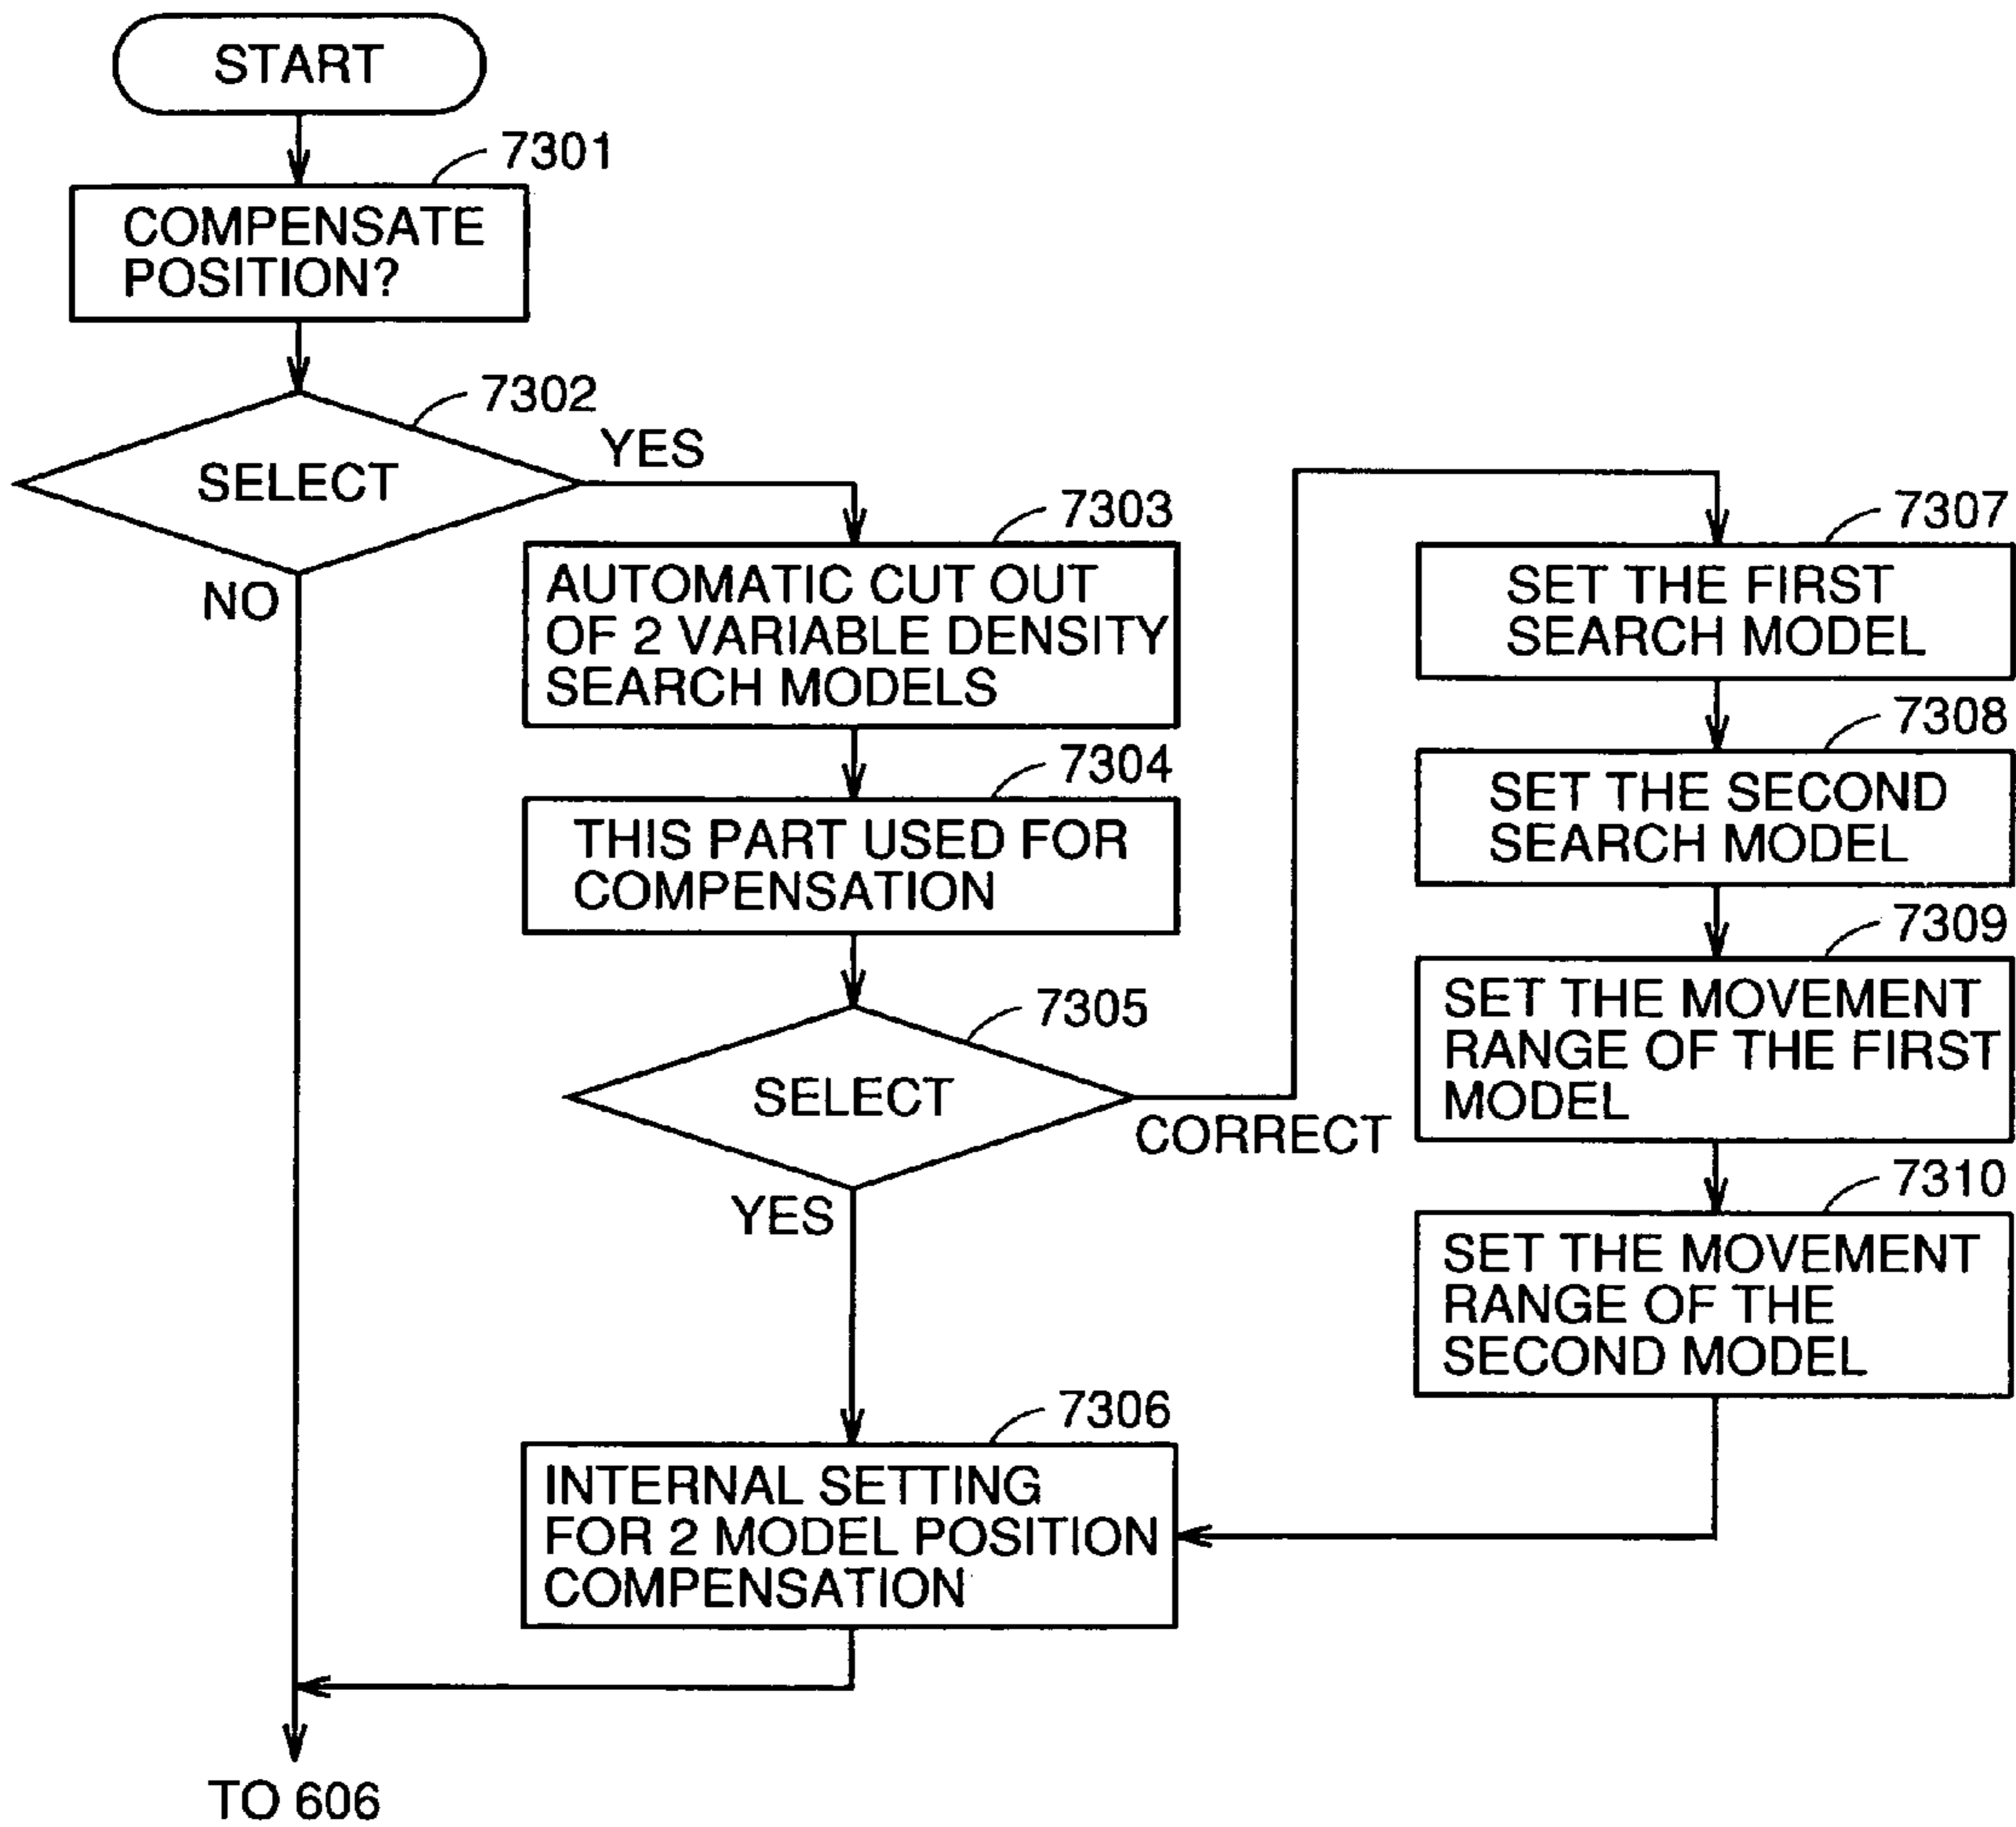 START
7301
COMPENSATE
POSITION?
7302
SELECT
YES
NO
7303
AUTOMATIC CUT OUT
OF 2 VARIABLE DENSITY
SEARCH MODELS
7304
THIS PART USED FOR
COMPENSATION
7305
SELECT
CORRECT
YES
7306
INTERNAL SETTING
FOR 2 MODEL POSITION
COMPENSATION
7307
SET THE FIRST
SEARCH MODEL
7308
SET THE SECOND
SEARCH MODEL
7309
SET THE MOVEMENT
RANGE OF THE FIRST
MODEL
7310
SET THE MOVEMENT
RANGE OF THE
SECOND MODEL
TO 606